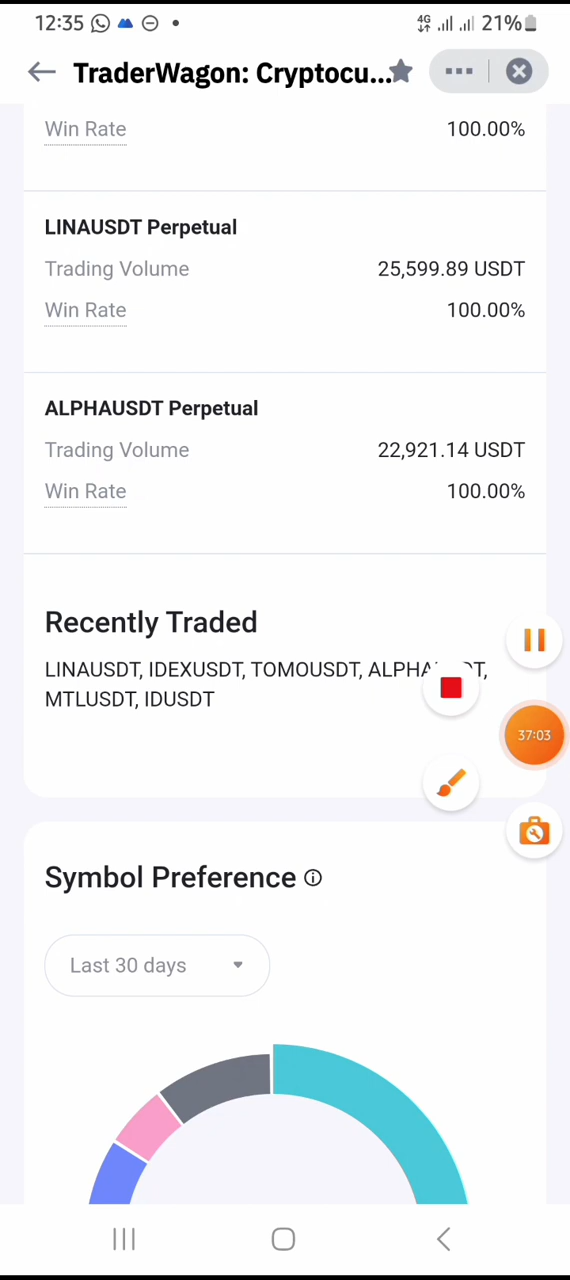 12:35 4G 21%
TraderWagon: Cryptocu...
Win Rate 100.00%
LINAUSDT Perpetual
Trading Volume 25,599.89 USDT
Win Rate 100.00%
ALPHAUSDT Perpetual
Trading Volume 22,921.14 USDT
Win Rate 100.00%
Recently Traded
LINAUSDT, IDEXUSDT, TOMOUSDT,
MTLUSDT, IDUSDT
37:03
Symbol Preference
Last 30 days